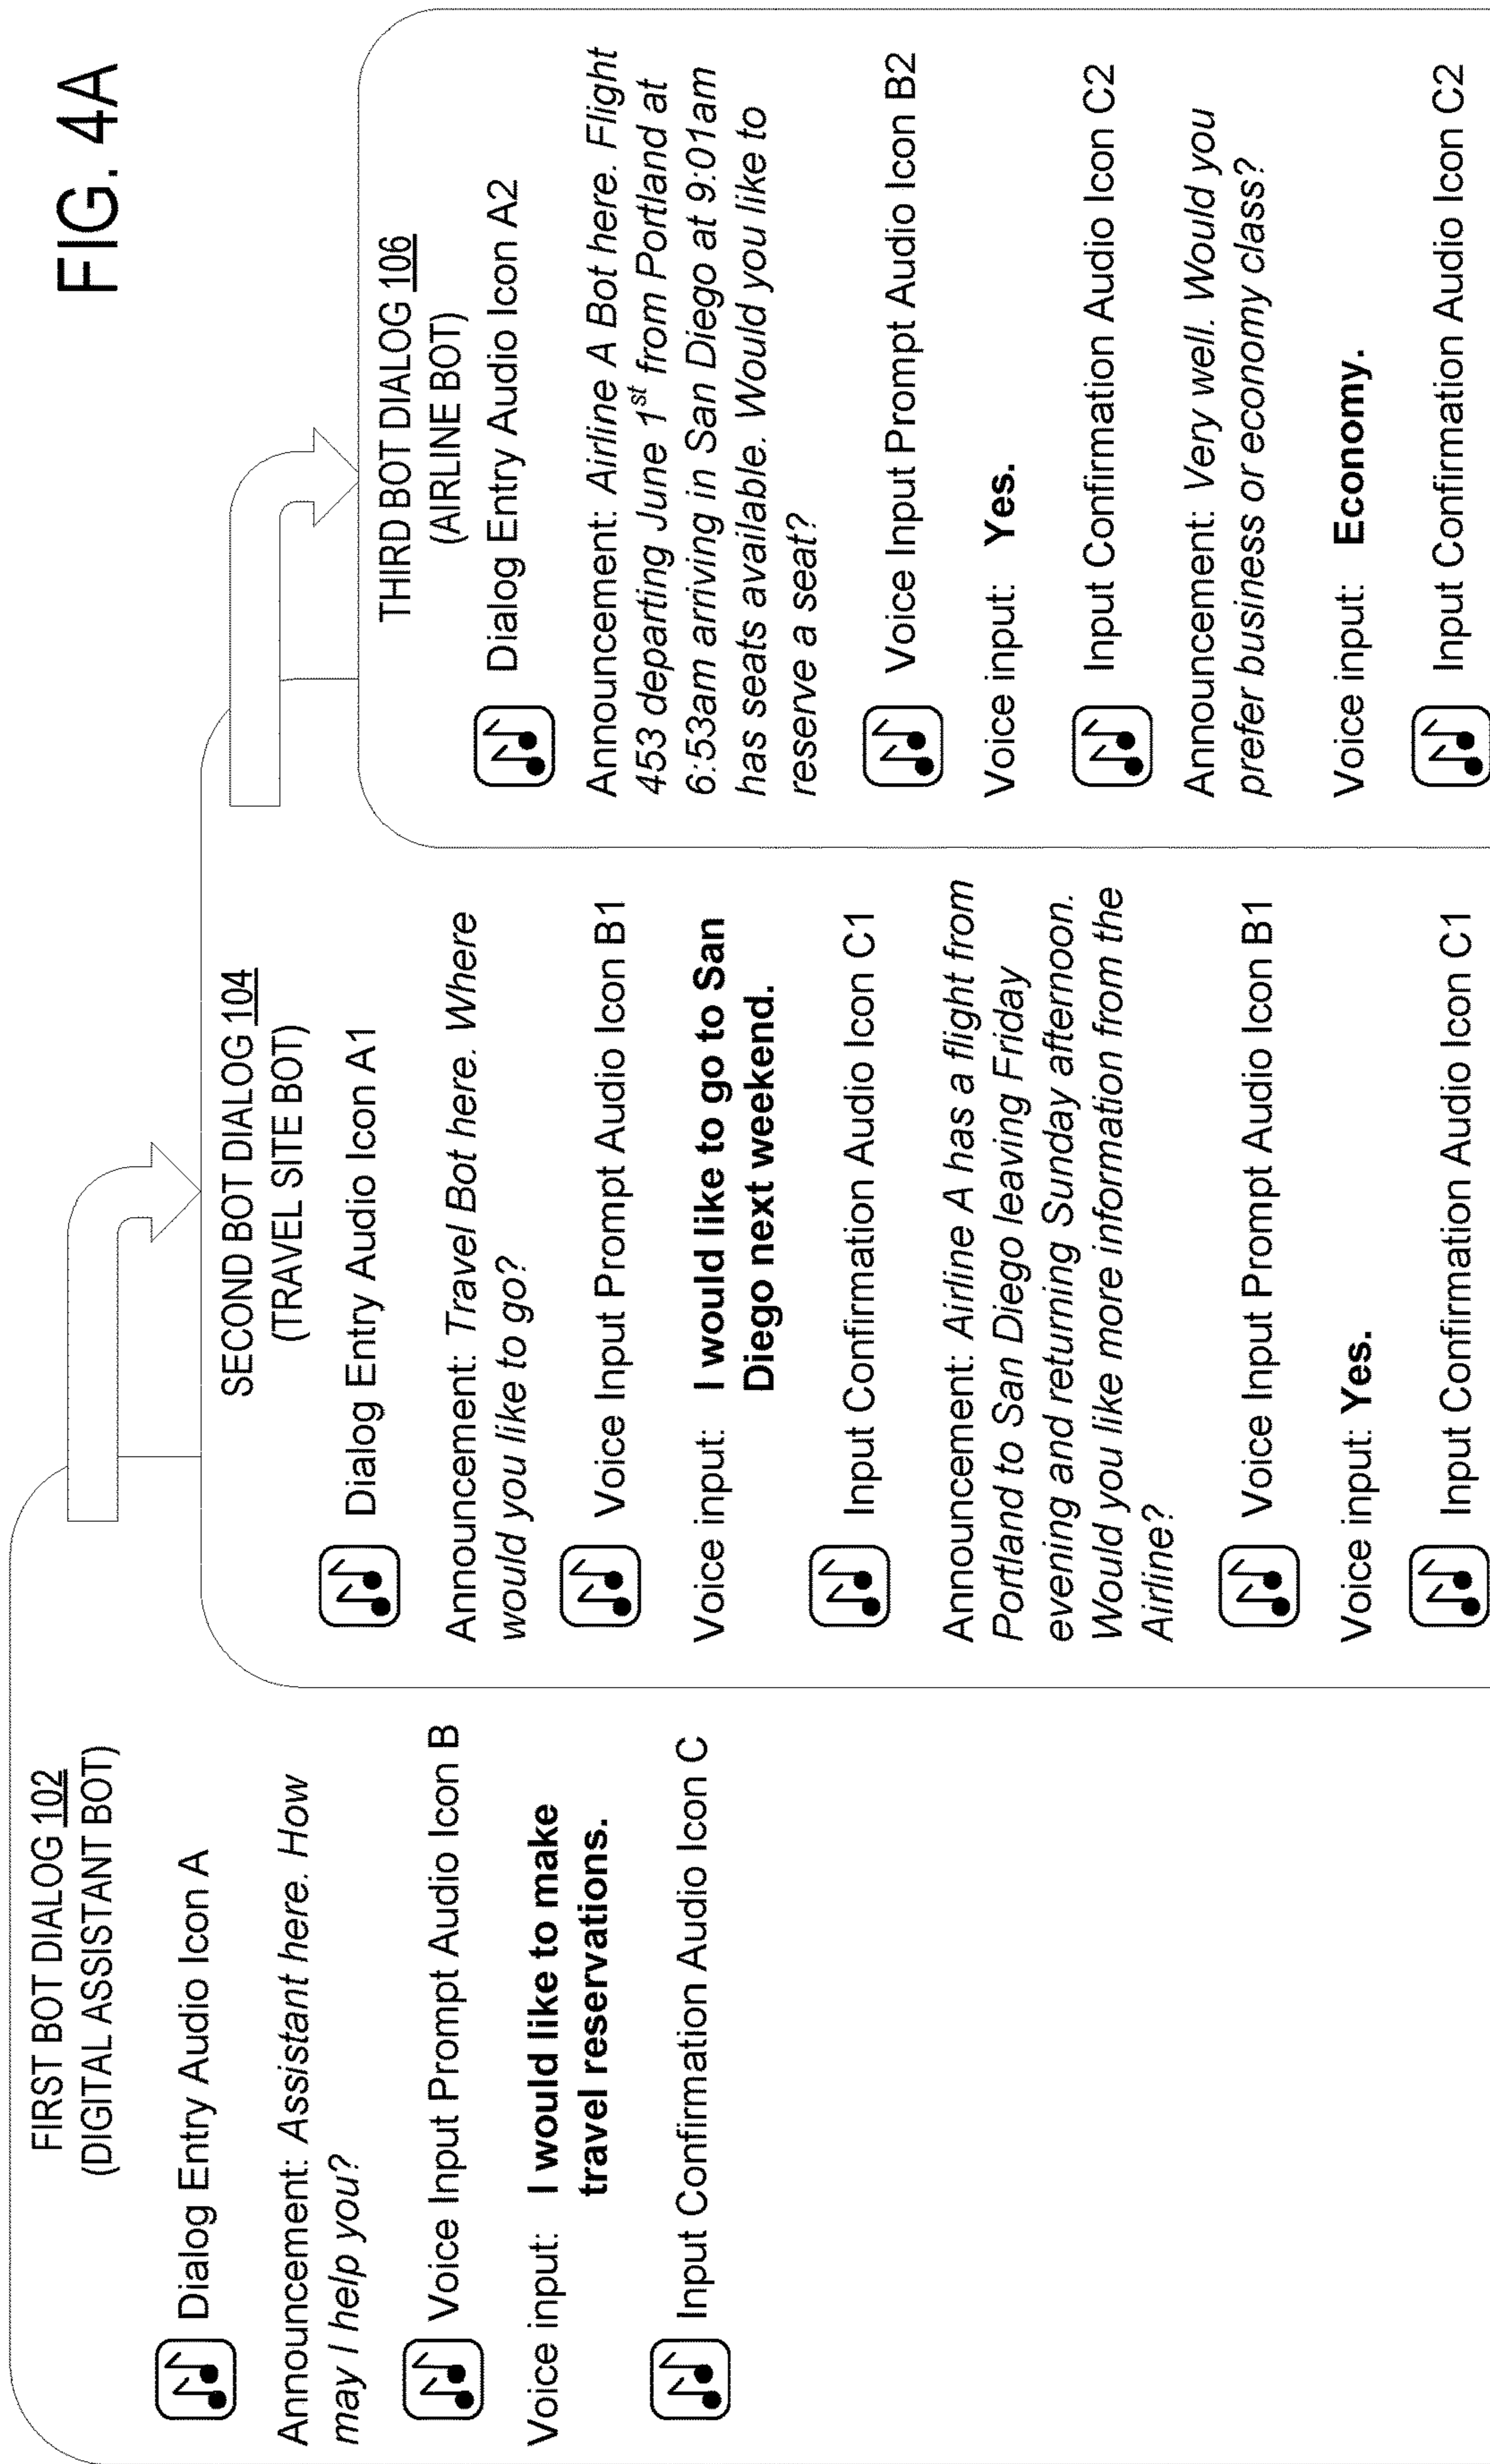 FIG. 4A
FIRST BOT DIALOG 102
(DIGITAL ASSISTANT BOT)
Dialog Entry Audio Icon A
Announcement: Assistant here. How
may I help you?
Voice Input Prompt Audio Icon B
Voice input: I would like to make
travel reservations.
Input Confirmation Audio Icon C
SECOND BOT DIALOG 104
(TRAVEL SITE BOT)
Dialog Entry Audio Icon A1
Announcement: Travel Bot here. Where
would you like to go?
Voice Input Prompt Audio Icon B1
Voice input: I would like to go to San
Diego next weekend.
Input Confirmation Audio Icon C1
Announcement: Airline A has a flight from
Portland to San Diego leaving Friday
evening and returning Sunday afternoon.
Would you like more information from the
Airline?
Voice Input Prompt Audio Icon B1
Voice input: Yes.
Input Confirmation Audio Icon C1
THIRD BOT DIALOG 106
(AIRLINE BOT)
Dialog Entry Audio Icon A2
Announcement: Airline A Bot here. Flight
453 departing June 1st from Portland at
6:53am arriving in San Diego at 9:01am
has seats available. Would you like to
reserve a seat?
Voice Input Prompt Audio Icon B2
Voice input: Yes.
Input Confirmation Audio Icon C2
Announcement: Very well. Would you
prefer business or economy class?
Voice input: Economy.
Input Confirmation Audio Icon C2